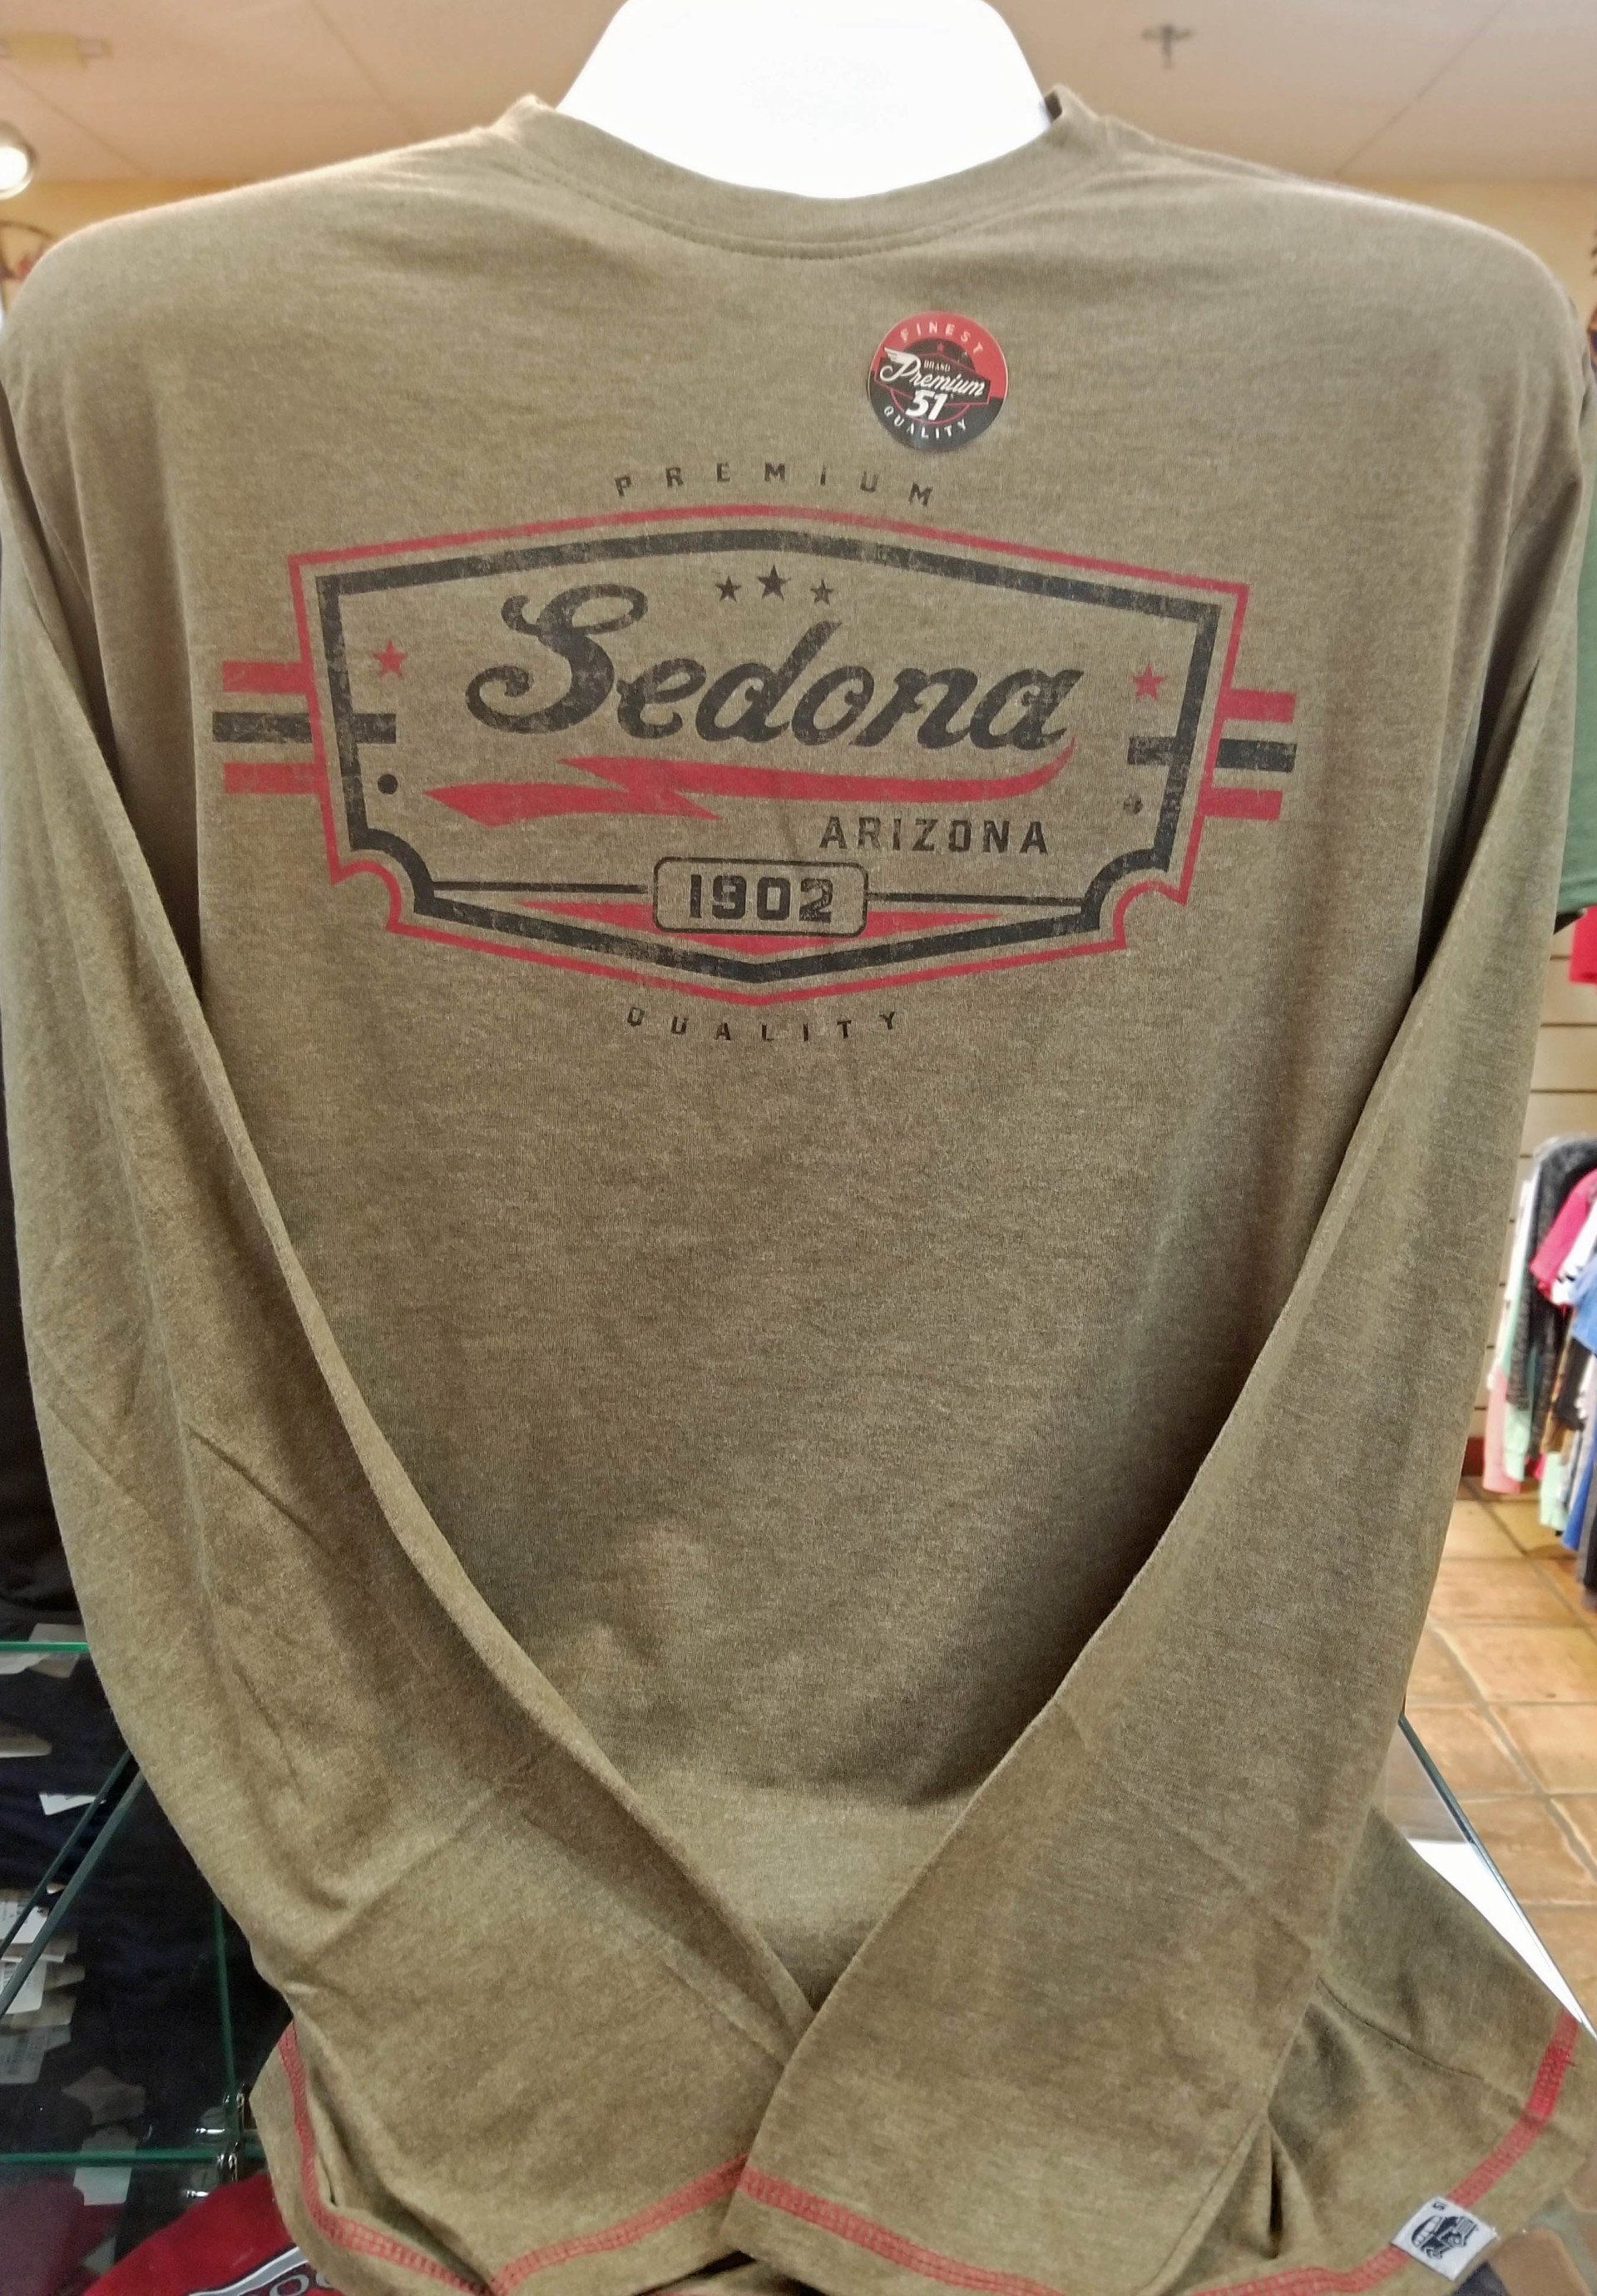 FINEST
BRAND
Premium
51
QUALITY
PREMIUM
Sedona
ARIZONA
1902
QUALITY